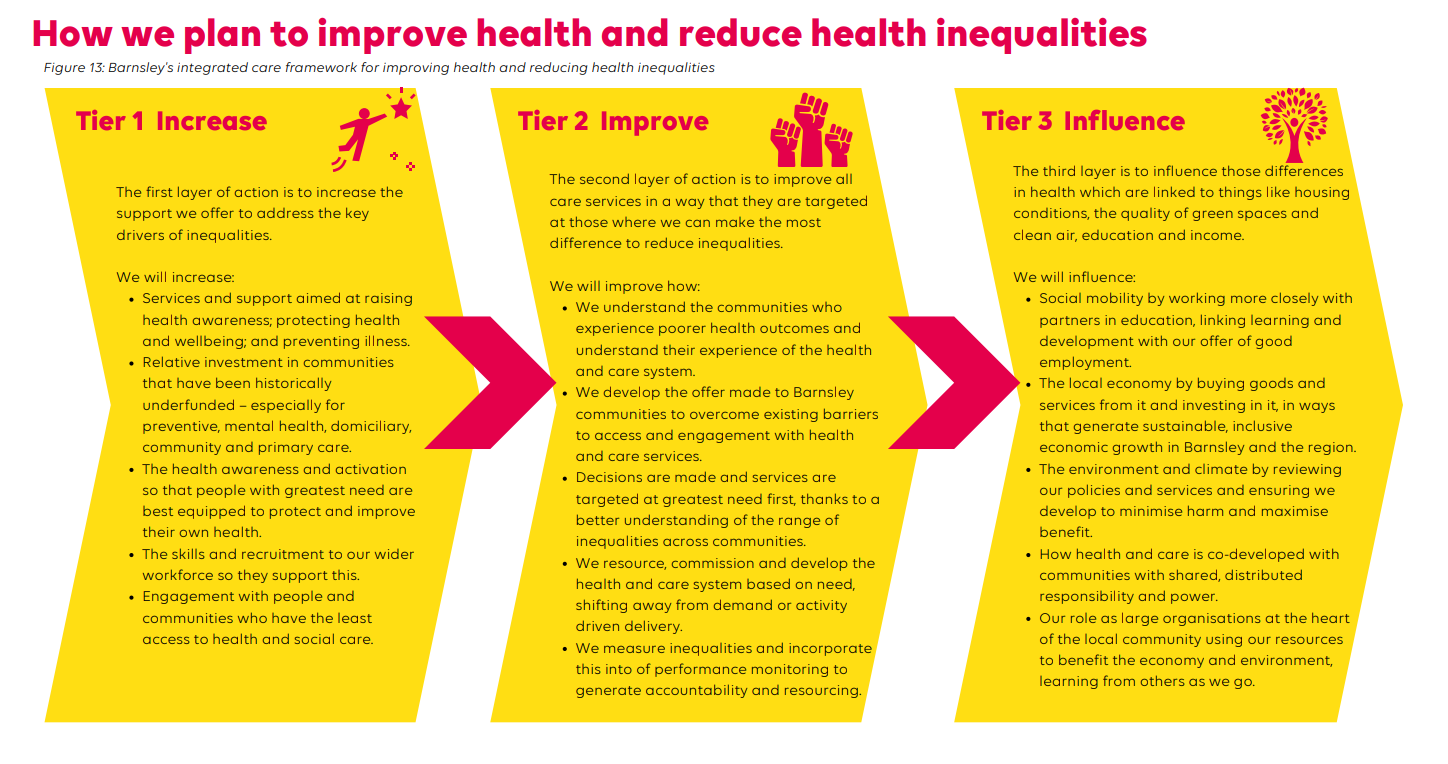 How we plan to improve health and reduce health inequalities
Figure 13: Barnsley's integrated care framework for improving health and reducing health inequalities
Tier 1 Increase
The first layer of action is to increase the
support we offer to address the key
drivers of inequalities.
We will increase:
• Services and support aimed at raising
health awareness; protecting health
and wellbeing; and preventing illness.
• Relative investment in communities
that have been historically
underfunded – especially for
preventive, mental health, domiciliary,
community and primary care.
• The health awareness and activation
so that people with greatest need are
best equipped to protect and improve
their own health.
• The skills and recruitment to our wider
workforce so they support this.
• Engagement with people and
communities who have the least
access to health and social care.
Tier 2 Improve
The second layer of action is to improve all
care services in a way that they are targeted
at those where we can make the most
difference to reduce inequalities.
We will improve how:
• We understand the communities who
experience poorer health outcomes and
understand their experience of the health
and care system.
• We develop the offer made to Barnsley
communities to overcome existing barriers
to access and engagement with health
and care services.
• Decisions are made and services are
targeted at greatest need first, thanks to a
better understanding of the range of
inequalities across communities.
• We resource, commission and develop the
health and care system based on need,
shifting away from demand or activity
driven delivery.
• We measure inequalities and incorporate
this into of performance monitoring to
generate accountability and resourcing.
Tier 3 Influence
The third layer is to influence those differences
in health which are linked to things like housing
conditions, the quality of green spaces and
clean air, education and income.
We will influence:
• Social mobility by working more closely with
partners in education, linking learning and
development with our offer of good
employment.
• The local economy by buying goods and
services from it and investing in it, in ways
that generate sustainable, inclusive
economic growth in Barnsley and the region.
• The environment and climate by reviewing
our policies and services and ensuring we
develop to minimise harm and maximise
benefit.
• How health and care is co-developed with
communities with shared, distributed
responsibility and power.
• Our role as large organisations at the heart
of the local community using our resources
to benefit the economy and environment,
learning from others as we go.